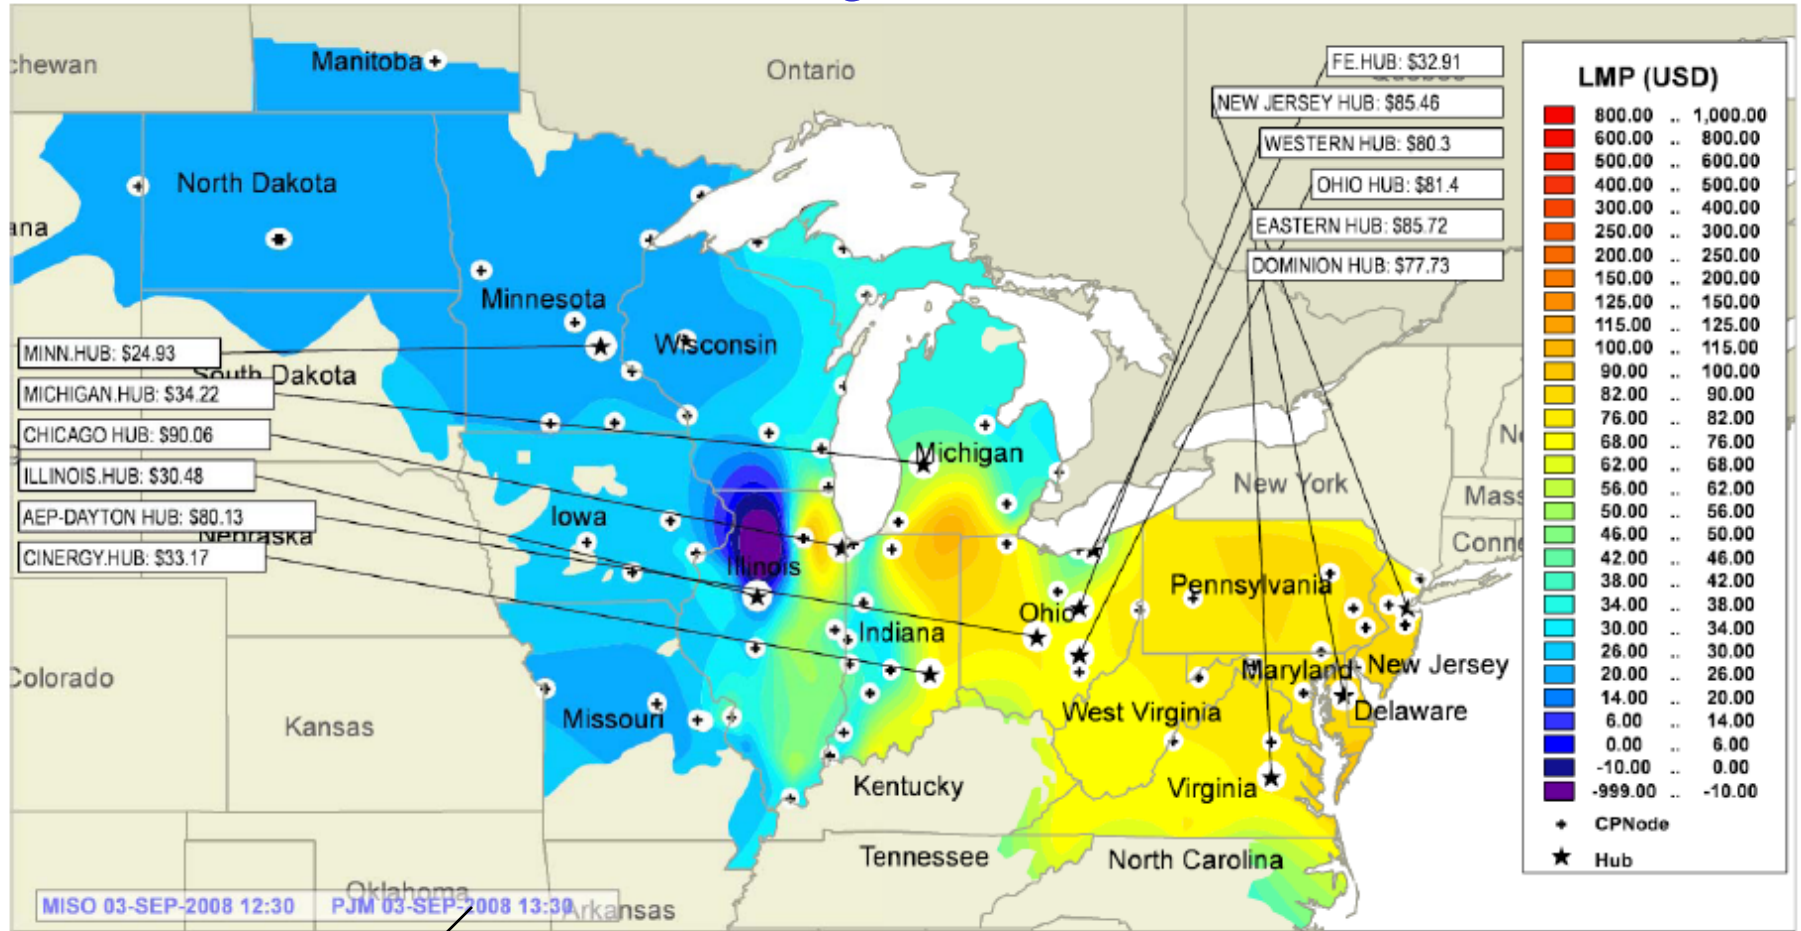 Manitoba
chewan
Ontario
North Dakota
ana
Minnesota
Wisconsin
South Dakota
MINN.HUB: $24.93
MICHIGAN.HUB: $34.22
CHICAGO HUB: $90.06
ILLINOIS.HUB: $30.48
AEP-DAYTON HUB: $80.13
Nebraska
CINERGY.HUB: $33.17
Iowa
Illinois
Michigan
Indiana
Ohio
Pennsylvania
New York
Mass
Conne
Maryland
New Jersey
Delaware
West Virginia
Virginia
Colorado
Kansas
Missouri
Kentucky
Tennessee
North Carolina
Oklahoma
Arkansas
MISO 03-SEP-2008 12:30 PJM 03-SEP-2008 13:30
FE.HUB: $32.91
NEW JERSEY HUB: $85.46
WESTERN HUB: $80.3
OHIO HUB: $81.4
EASTERN HUB: $85.72
DOMINION HUB: $77.73
LMP (USD)
800.00 .. 1,000.00
600.00 .. 800.00
500.00 .. 600.00
400.00 .. 500.00
300.00 .. 400.00
250.00 .. 300.00
200.00 .. 250.00
150.00 .. 200.00
125.00 .. 150.00
115.00 .. 125.00
100.00 .. 115.00
90.00 .. 100.00
82.00 .. 90.00
76.00 .. 82.00
68.00 .. 76.00
62.00 .. 68.00
56.00 .. 62.00
50.00 .. 56.00
46.00 .. 50.00
42.00 .. 46.00
38.00 .. 42.00
34.00 .. 38.00
30.00 .. 34.00
26.00 .. 30.00
20.00 .. 26.00
14.00 .. 20.00
6.00 .. 14.00
0.00 .. 6.00
-10.00 .. 0.00
-999.00 .. -10.00
CPNode
Hub